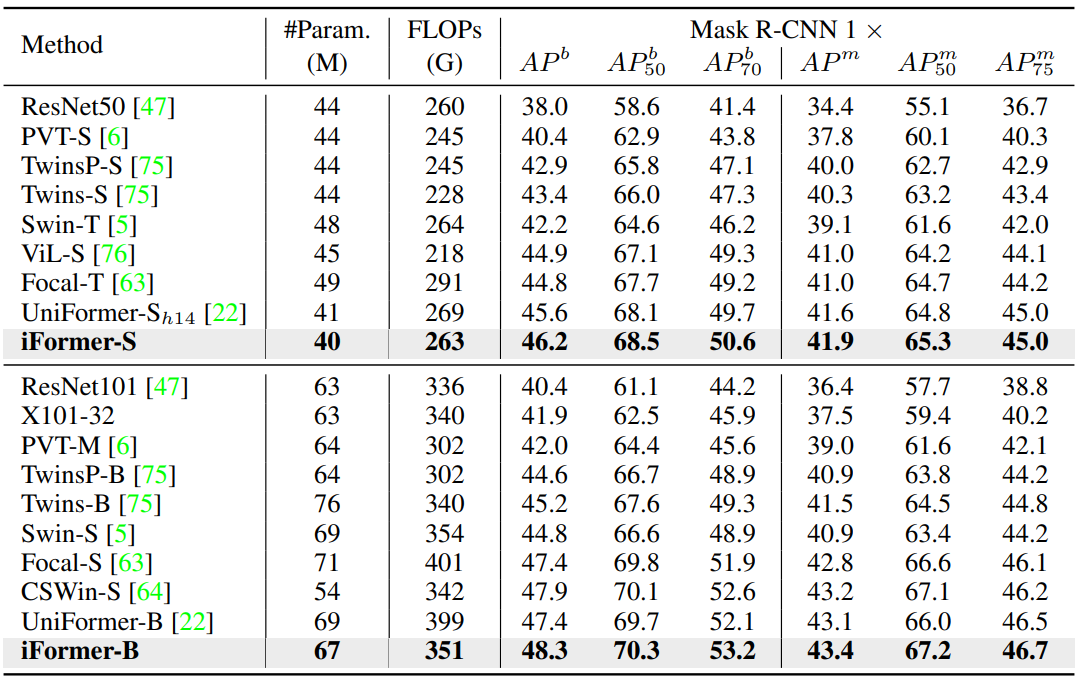 Method #Param. (M) FLOPs (G) Mask R-CNN 1 ×
AP^b AP^b_50 AP^b_70 AP^m AP^m_50 AP^m_75
ResNet50 [47] 44 260 38.0 58.6 41.4 34.4 55.1 36.7
PVT-S [6] 44 245 40.4 62.9 43.8 37.8 60.1 40.3
TwinsP-S [75] 44 245 42.9 65.8 47.1 40.0 62.7 42.9
Twins-S [75] 44 228 43.4 66.0 47.3 40.3 63.2 43.4
Swin-T [5] 48 264 42.2 64.6 46.2 39.1 61.6 42.0
ViL-S [76] 45 218 44.9 67.1 49.3 41.0 64.2 44.1
Focal-T [63] 49 291 44.8 67.7 49.2 41.0 64.7 44.2
UniFormer-S_h14 [22] 41 269 45.6 68.1 49.7 41.6 64.8 45.0
iFormer-S 40 263 46.2 68.5 50.6 41.9 65.3 45.0
ResNet101 [47] 63 336 40.4 61.1 44.2 36.4 57.7 38.8
X101-32 63 340 41.9 62.5 45.9 37.5 59.4 40.2
PVT-M [6] 64 302 42.0 64.4 45.6 39.0 61.6 42.1
TwinsP-B [75] 64 302 44.6 66.7 48.9 40.9 63.8 44.2
Twins-B [75] 76 340 45.2 67.6 49.3 41.5 64.5 44.8
Swin-S [5] 69 354 44.8 66.6 48.9 40.9 63.4 44.2
Focal-S [63] 71 401 47.4 69.8 51.9 42.8 66.6 46.1
CSWin-S [64] 54 342 47.9 70.1 52.6 43.2 67.1 46.2
UniFormer-B [22] 69 399 47.4 69.7 52.1 43.1 66.0 46.5
iFormer-B 67 351 48.3 70.3 53.2 43.4 67.2 46.7